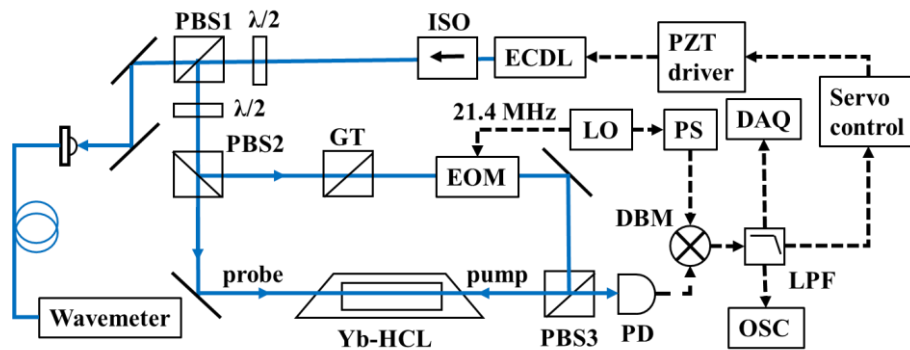 PBS1
λ/2
ISO
ECDL
PZT
driver
Servo
control
λ/2
21.4 MHz
LO
PS
DAQ
PBS2
GT
EOM
DBM
LPF
probe
pump
Yb-HCL
PBS3
PD
OSC
Wavemeter